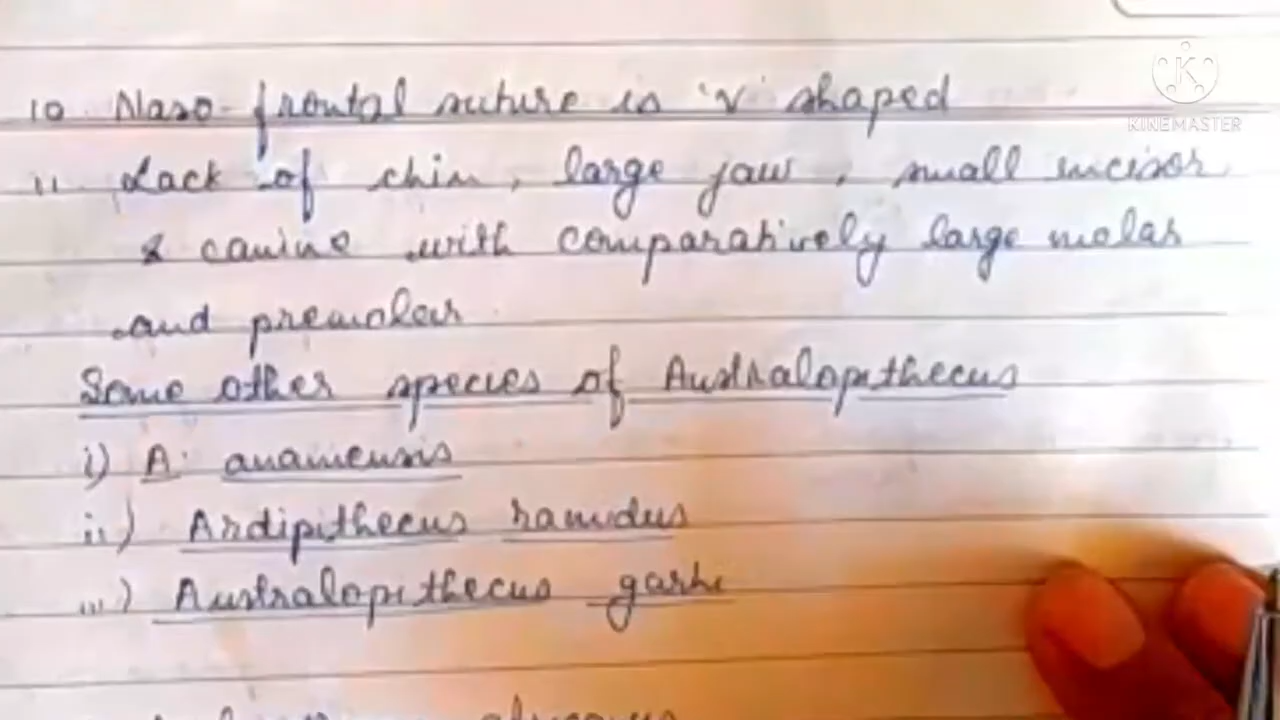 10 Naso-frontal suture is 'v' shaped
11 Lack of chin, large jaw, small incisor
& canine with comparatively large molar
and premolar
Some other species of Australopithecus
i) A. anamensis
ii) Ardipithecus ramidus
iii) Australopithecus garhi
KINEMASTER